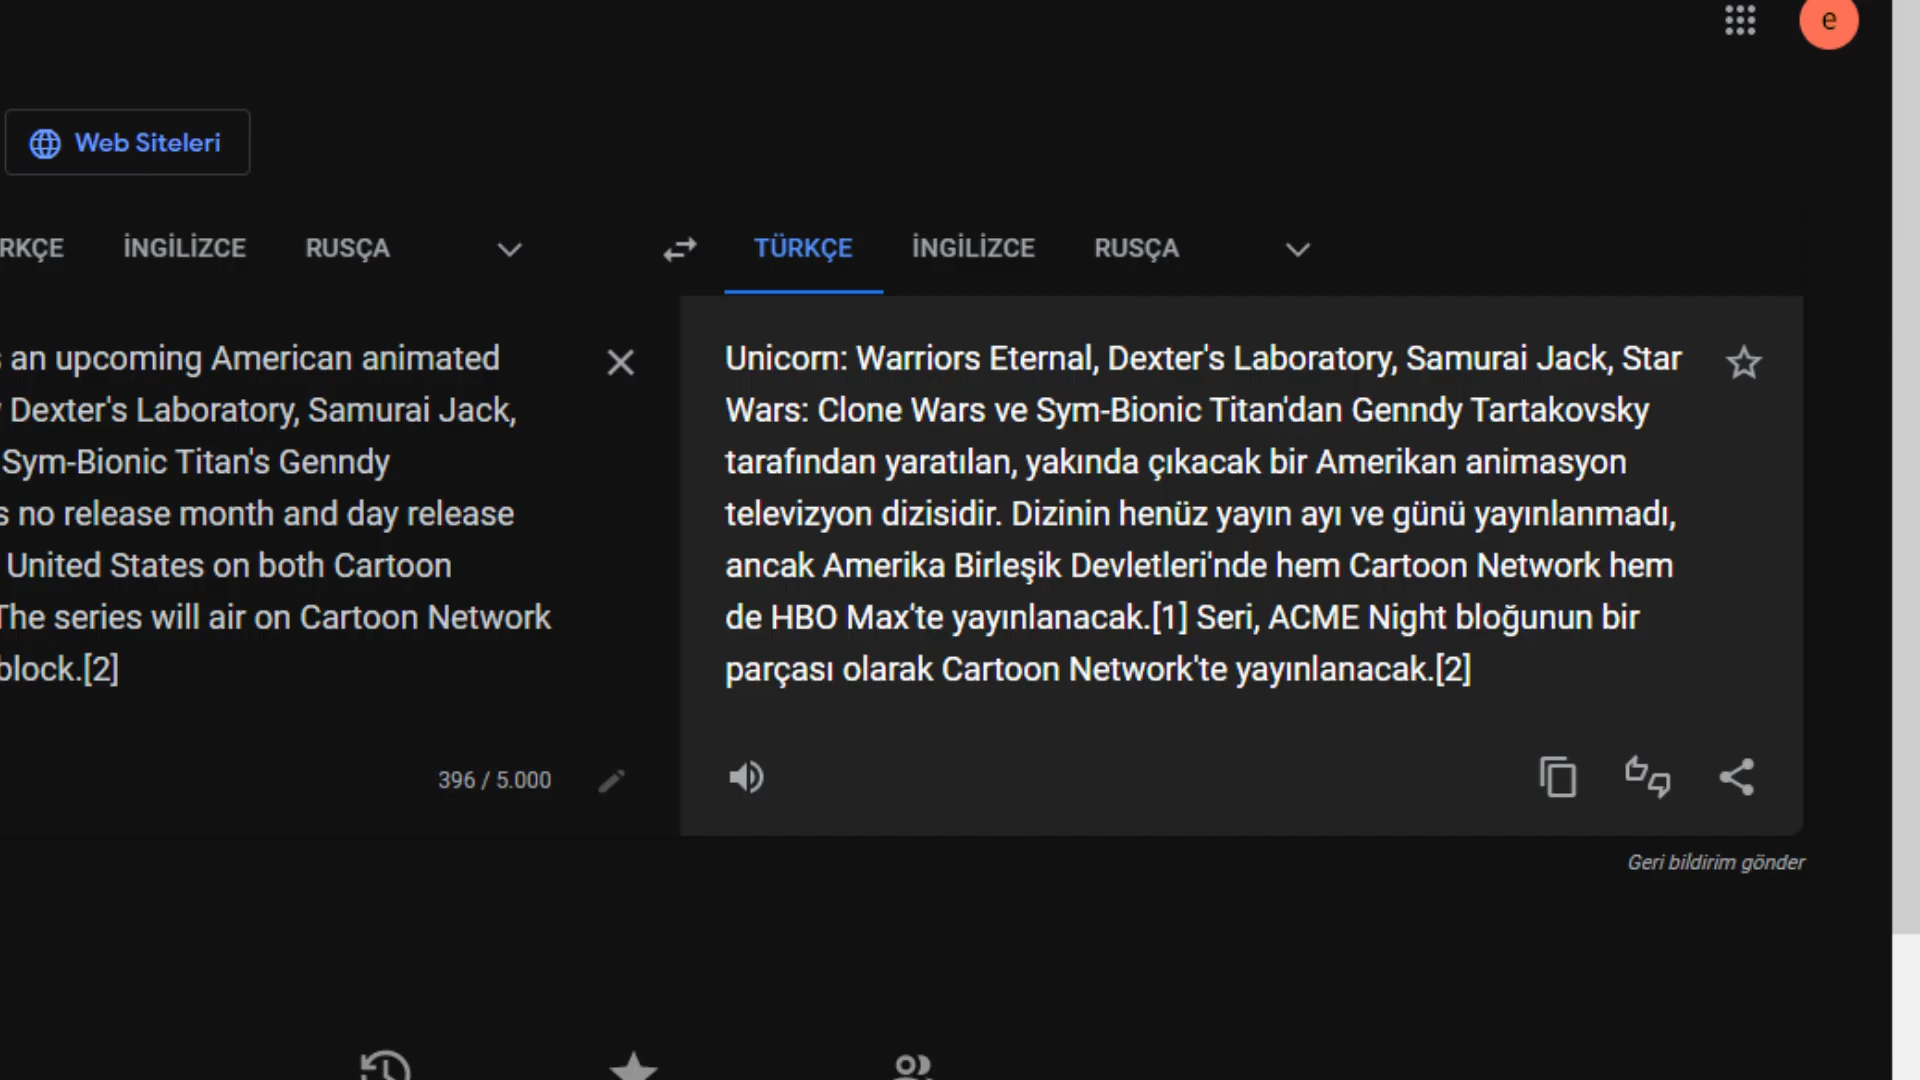 e
Web Siteleri
RKÇE İNGİLİZCE RUSÇA
TÜRKÇE İNGİLİZCE RUSÇA
an upcoming American animated
Dexter's Laboratory, Samurai Jack,
Sym-Bionic Titan's Genndy
s no release month and day release
United States on both Cartoon
The series will air on Cartoon Network
block.[2]
396 / 5.000
Unicorn: Warriors Eternal, Dexter's Laboratory, Samurai Jack, Star
Wars: Clone Wars ve Sym-Bionic Titan'dan Genndy Tartakovsky
tarafından yaratılan, yakında çıkacak bir Amerikan animasyon
televizyon dizisidir. Dizinin henüz yayın ayı ve günü yayınlanmadı,
ancak Amerika Birleşik Devletleri'nde hem Cartoon Network hem
de HBO Max'te yayınlanacak.[1] Seri, ACME Night bloğunun bir
parçası olarak Cartoon Network'te yayınlanacak.[2]
Geri bildirim gönder